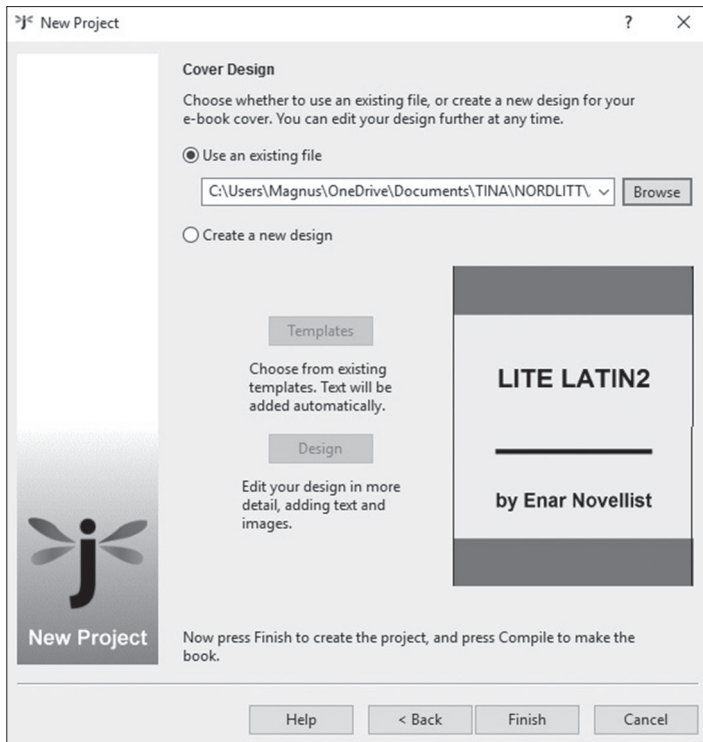 New Project
?
Cover Design
Choose whether to use an existing file, or create a new design for your
e-book cover. You can edit your design further at any time.
Use an existing file
C:\Users\Magnus\OneDrive\Documents\TINA\NORDLITT\
Browse
Create a new design
Templates
Choose from existing
templates. Text will be
added automatically.
Design
Edit your design in more
detail, adding text and
images.
LITE LATIN2
by Enar Novellist
New Project
Now press Finish to create the project, and press Compile to make the
book.
Help
< Back
Finish
Cancel